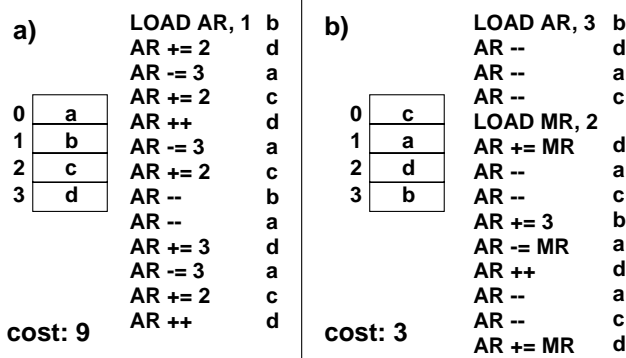 a)
LOAD AR, 1 b
AR += 2 d
AR -= 3 a
AR += 2 c
AR ++ d
AR -= 3 a
AR += 2 c
AR -- b
AR -- a
AR += 3 d
AR -= 3 a
AR += 2 c
AR ++ d
0 a
1 b
2 c
3 d
cost: 9
b)
LOAD AR, 3 b
AR -- d
AR -- a
AR -- c
LOAD MR, 2
AR += MR d
AR -- a
AR -- c
AR += 3 b
AR -= MR a
AR ++ d
AR -- a
AR -- c
AR += MR d
0 c
1 a
2 d
3 b
cost: 3